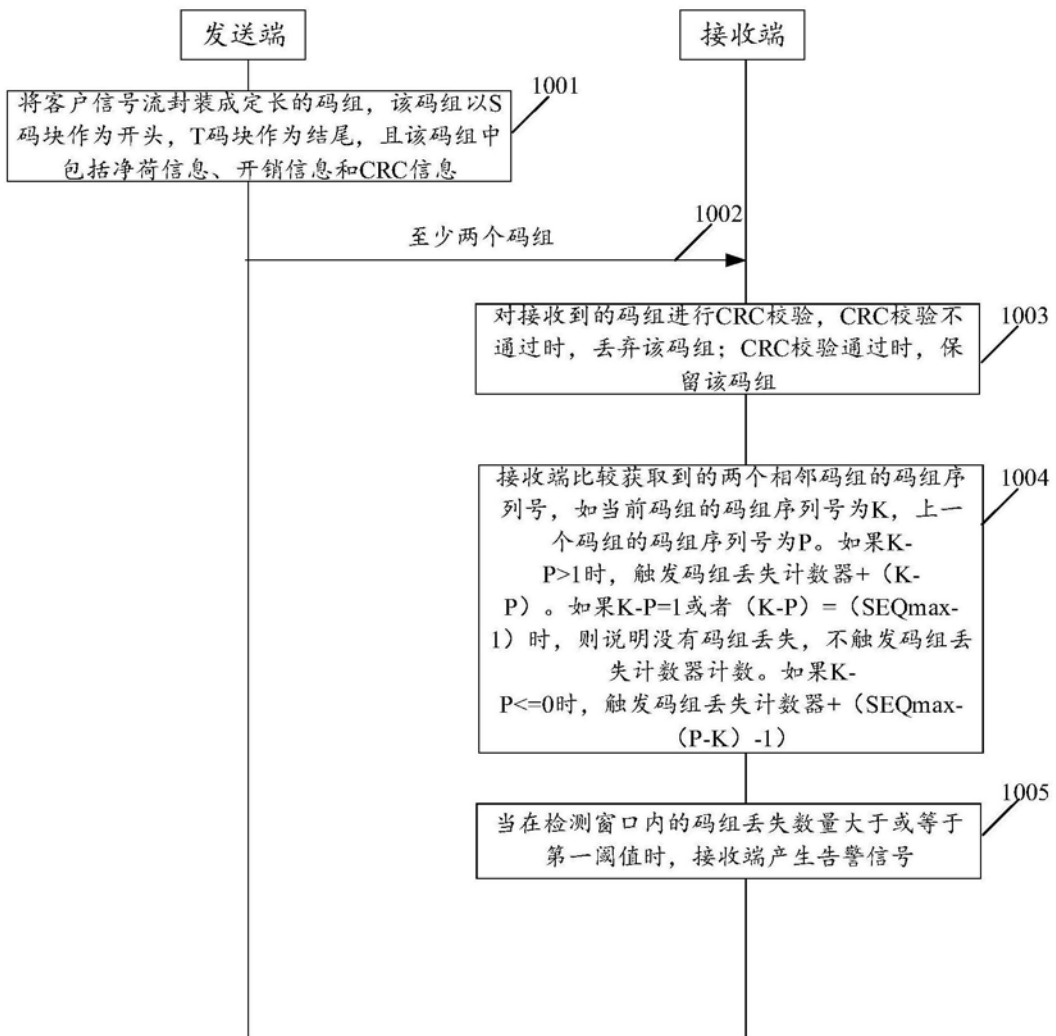 发送端
接收端
1001
将客户信号流封装成定长的码组，该码组以S
码块作为开头，T码块作为结尾，且该码组中
包括净荷信息、开销信息和CRC信息
1002
至少两个码组
1003
对接收到的码组进行CRC校验，CRC校验不
通过时，丢弃该码组；CRC校验通过时，保
留该码组
1004
接收端比较获取到的两个相邻码组的码组序
列号，如当前码组的码组序列号为K，上一
个码组的码组序列号为P。如果K-
P>1时，触发码组丢失计数器+（K-
P）。如果K-P=1或者（K-P）=（SEQmax-
1）时，则说明没有码组丢失，不触发码组丢
失计数器计数。如果K-
P<=0时，触发码组丢失计数器+（SEQmax-
（P-K）-1）
1005
当在检测窗口内的码组丢失数量大于或等于
第一阈值时，接收端产生告警信号